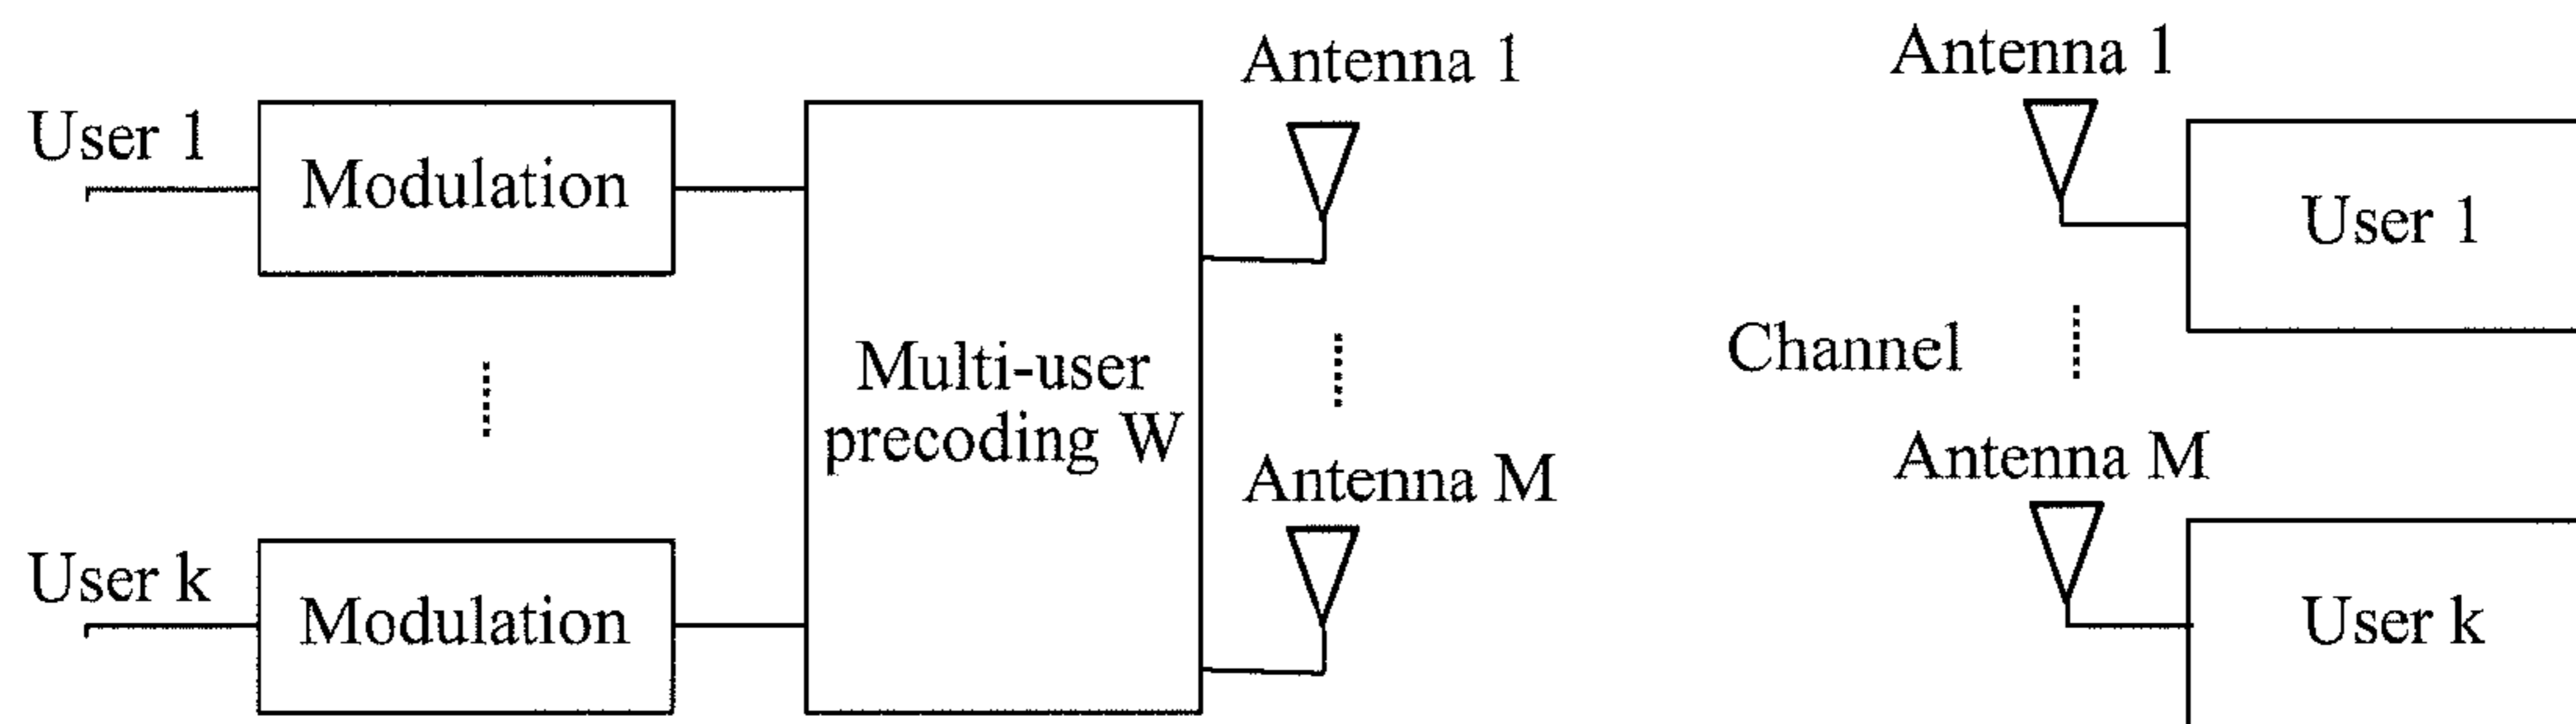 Antenna 1
User 1
Modulation
Multi-user
precoding W
Antenna M
User k
Modulation
Antenna 1
User 1
Channel
Antenna M
User k